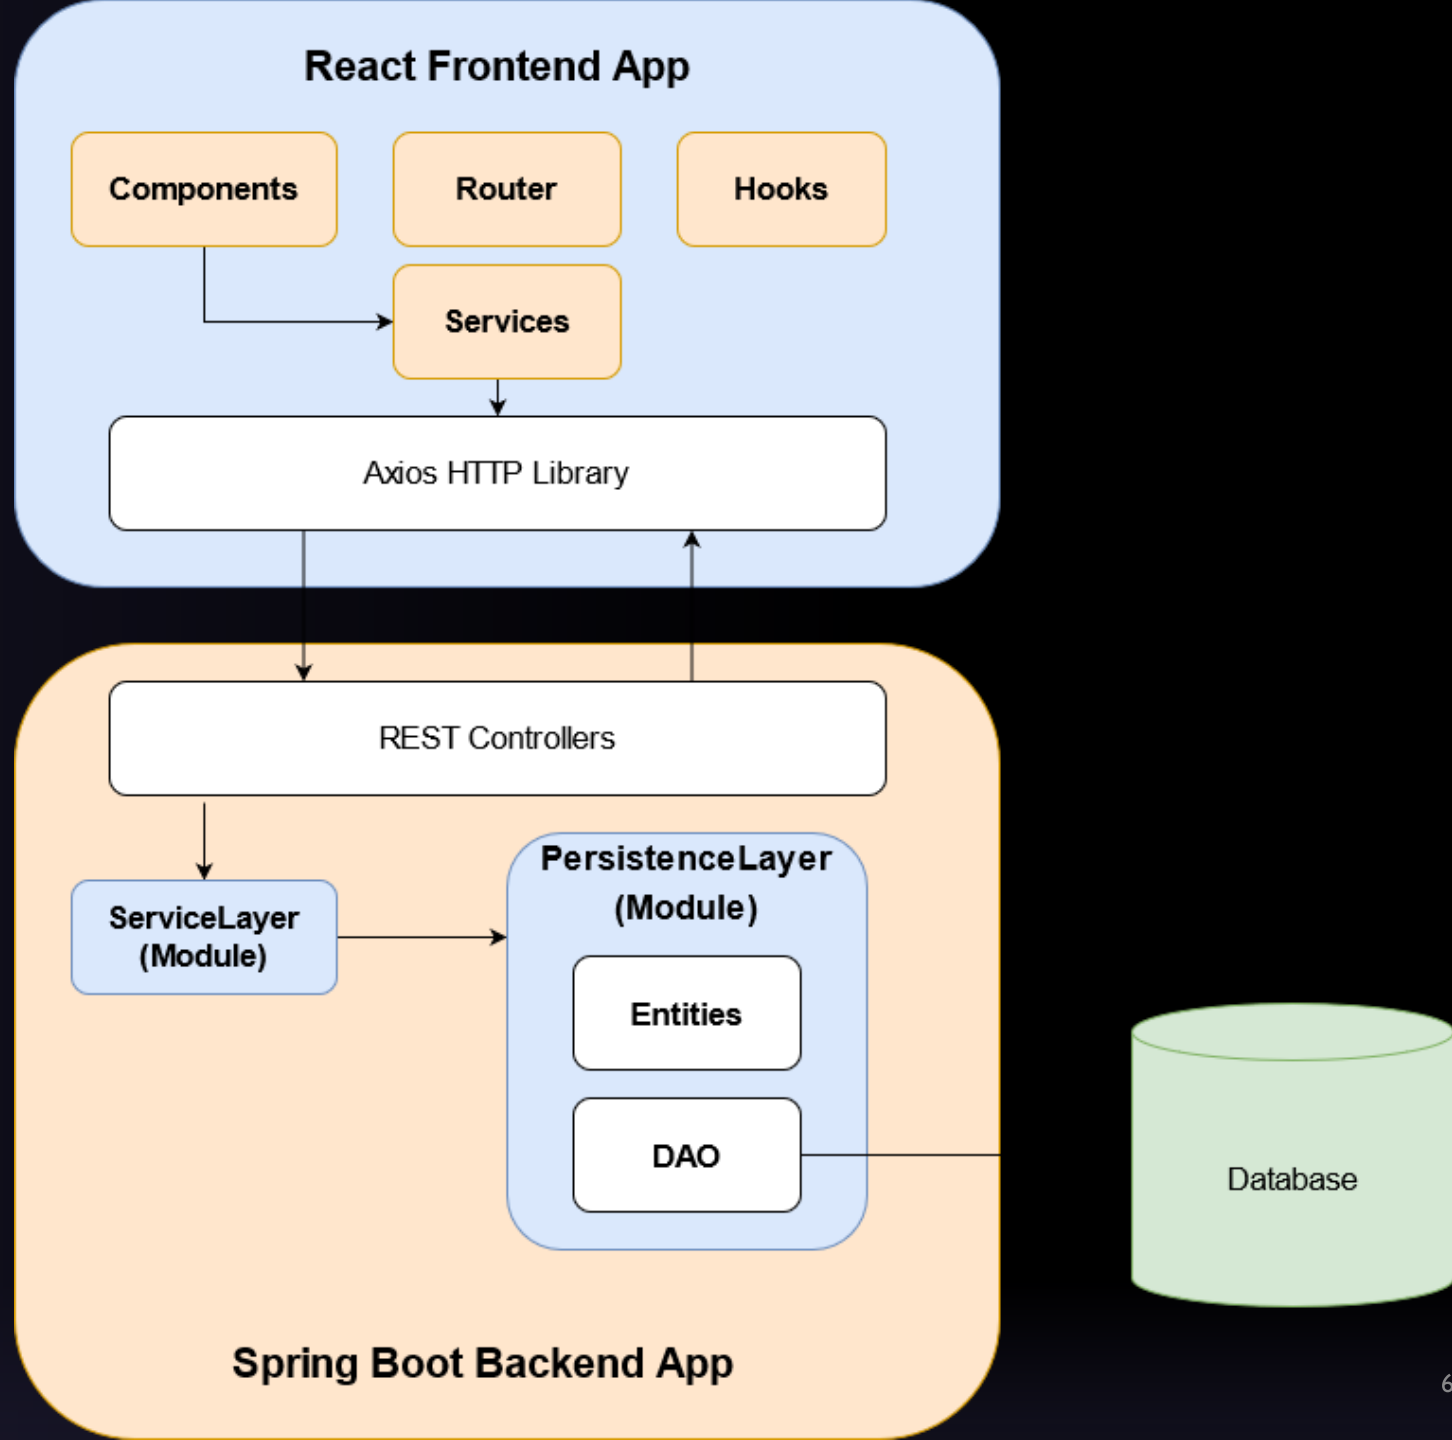 React Frontend App
Components
Router
Hooks
Services
Axios HTTP Library
REST Controllers
PersistenceLayer
(Module)
ServiceLayer
(Module)
Entities
DAO
Database
Spring Boot Backend App
6